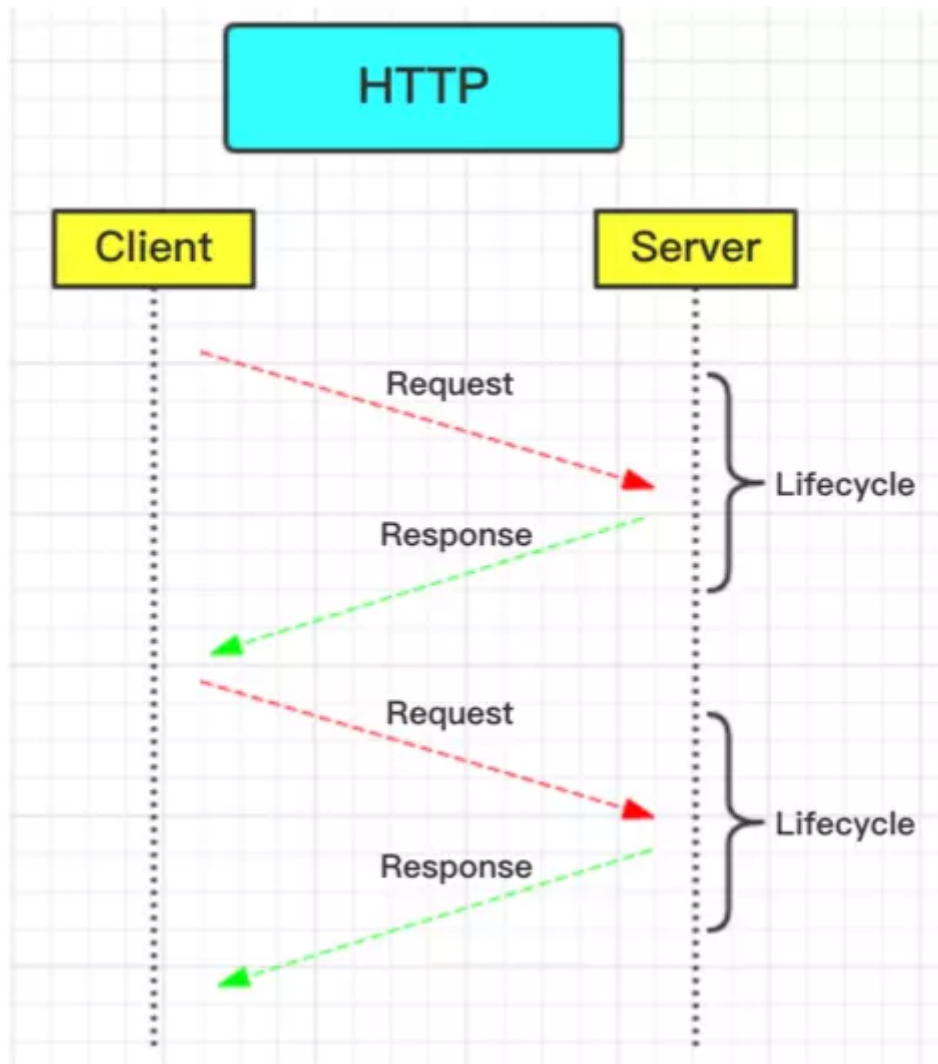 HTTP
Client
Server
Request
Lifecycle
Response
Request
Lifecycle
Response